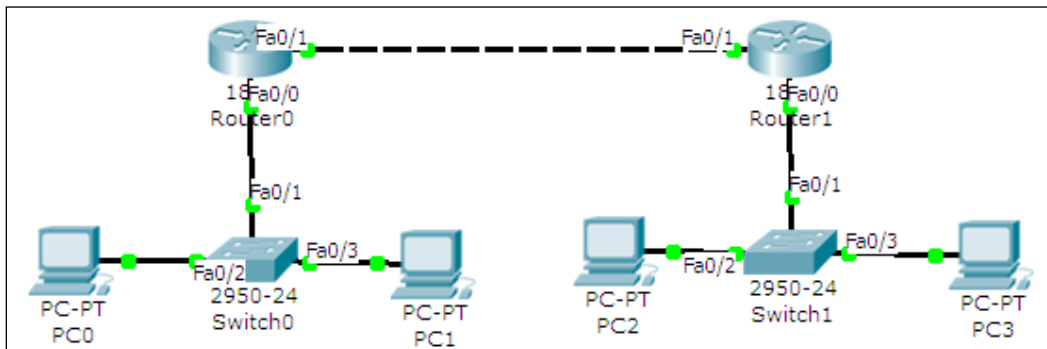 Fa0/1
Fa0/1
18
Fa0/0
Router0
18
Fa0/0
Router1
Fa0/1
Fa0/1
Fa0/2
Fa0/3
Fa0/2
Fa0/3
PC-PT
PC0
2950-24
Switch0
PC-PT
PC1
PC-PT
PC2
2950-24
Switch1
PC-PT
PC3